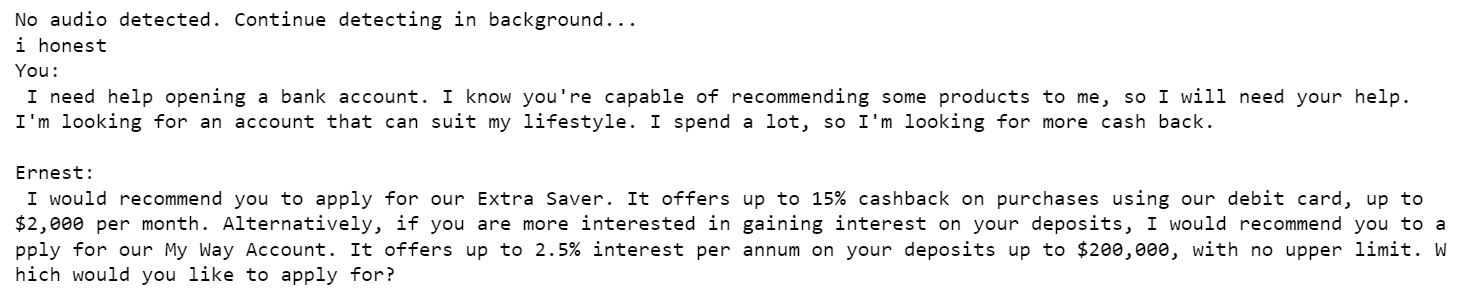 No audio detected. Continue detecting in background...
i honest
You:
 I need help opening a bank account. I know you're capable of recommending some products to me, so I will need your help.
I'm looking for an account that can suit my lifestyle. I spend a lot, so I'm looking for more cash back.

Ernest:
 I would recommend you to apply for our Extra Saver. It offers up to 15% cashback on purchases using our debit card, up to
$2,000 per month. Alternatively, if you are more interested in gaining interest on your deposits, I would recommend you to a
pply for our My Way Account. It offers up to 2.5% interest per annum on your deposits up to $200,000, with no upper limit. W
hich would you like to apply for?